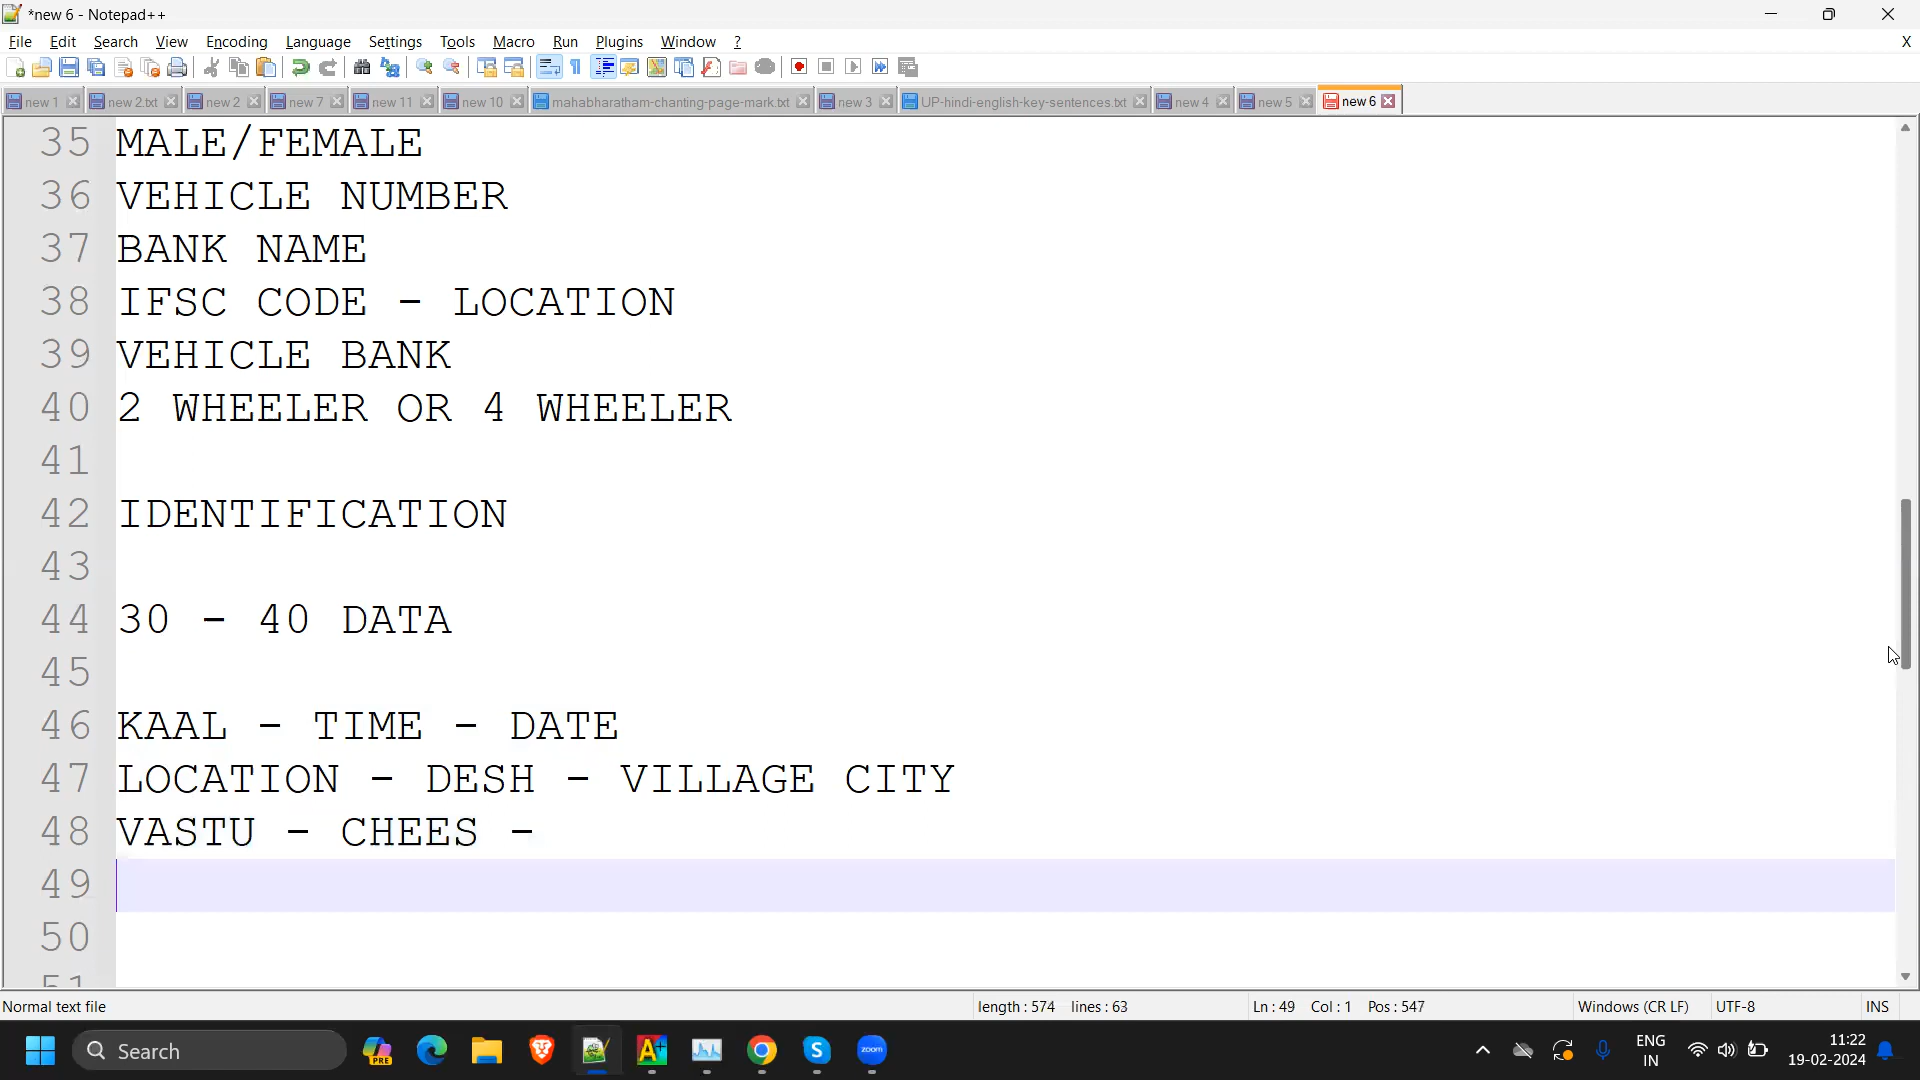 *new 6 - Notepad++
File Edit Search View Encoding Language Settings Tools Macro Run Plugins Window ? X
new 1 new 2.txt new 2 new 7 new 11 new 10 mahabharatham-chanting-page-mark.txt new 3 UP-hindi-english-key-sentences.txt new 4 new 5 new 6
35 MALE/FEMALE
36 VEHICLE NUMBER
37 BANK NAME
38 IFSC CODE - LOCATION
39 VEHICLE BANK
40 2 WHEELER OR 4 WHEELER
41
42 IDENTIFICATION
43
44 30 - 40 DATA
45
46 KAAL - TIME - DATE
47 LOCATION - DESH - VILLAGE CITY
48 VASTU - CHEES -
49
50
51
Normal text file length : 574 lines : 63 Ln : 49 Col : 1 Pos : 547 Windows (CR LF) UTF-8 INS
Search PRE zoom ENG 11:22
IN 19-02-2024